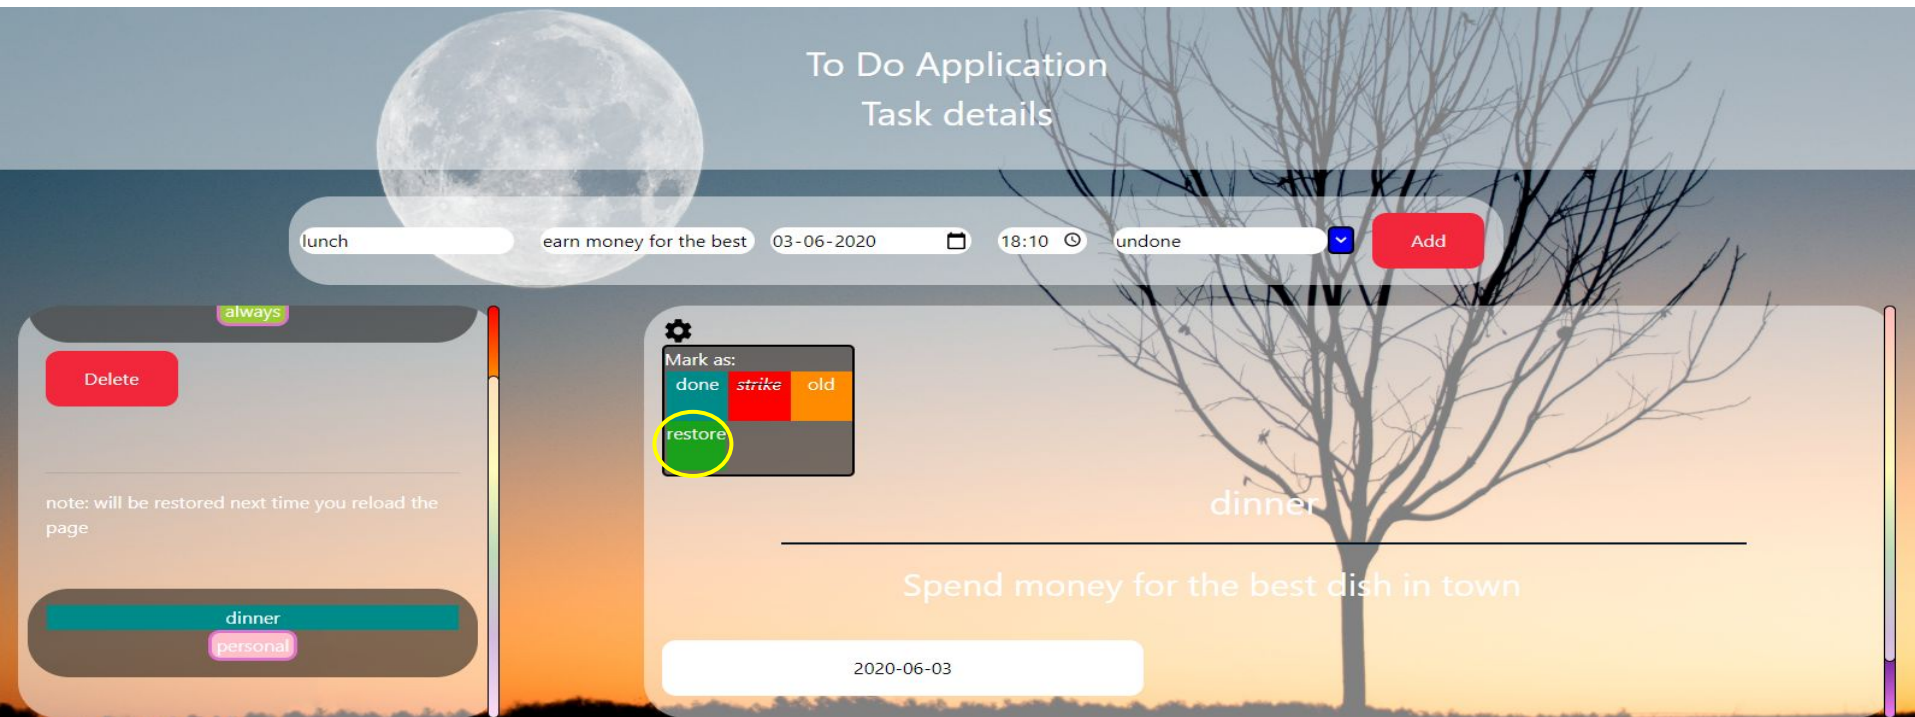 To Do Application
Task details
lunch
earn money for the best
03-06-2020
18:10
undone
Add
always
Delete
note: will be restored next time you reload the
page
dinner
personal
Mark as:
done strike old
restore
dinner
Spend money for the best dish in town
2020-06-03